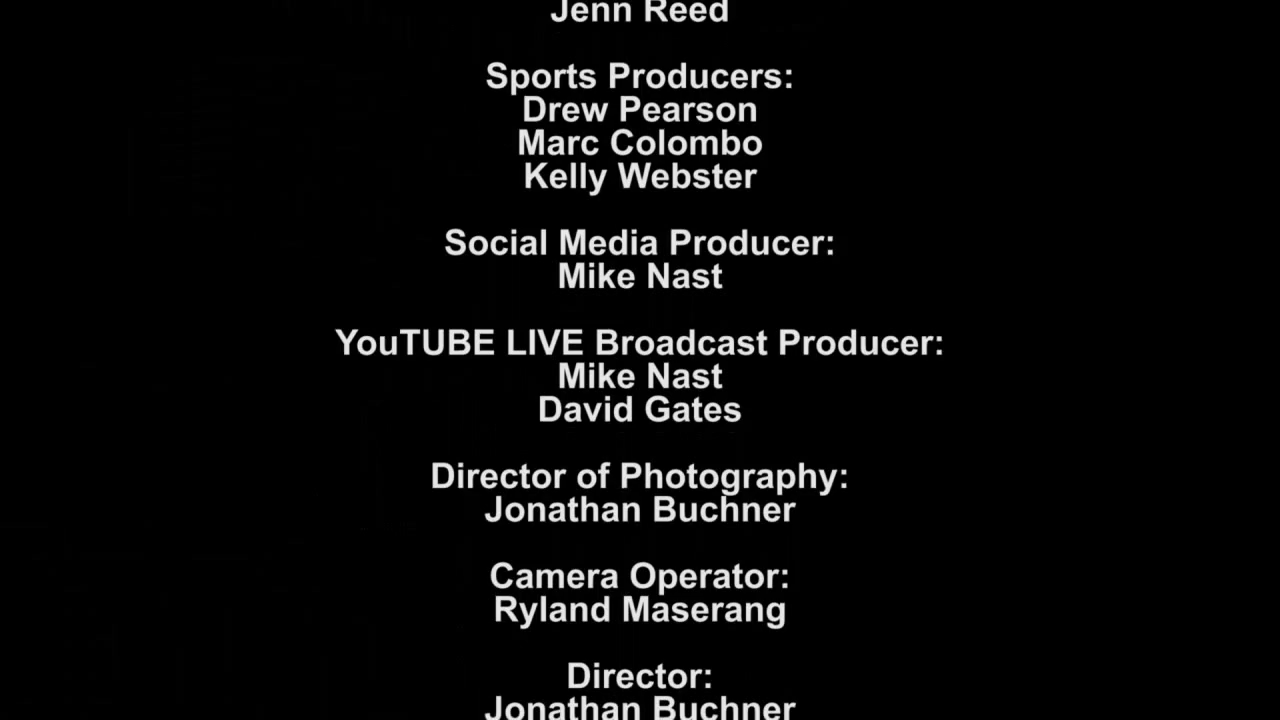 Jenn Reed
Sports Producers:
Drew Pearson
Marc Colombo
Kelly Webster
Social Media Producer:
Mike Nast
YouTUBE LIVE Broadcast Producer:
Mike Nast
David Gates
Director of Photography:
Jonathan Buchner
Camera Operator:
Ryland Maserang
Director:
Jonathan Buchner